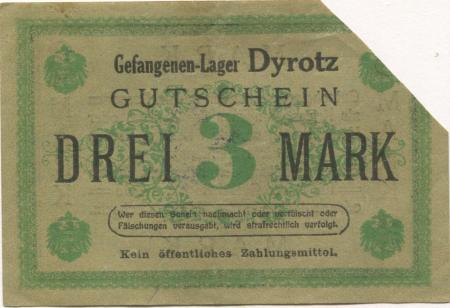 Gefangenen-Lager Dyrotz
GUTSCHEIN
DREI 3 MARK
Wer diesen Schein nachmacht oder verfälscht oder
Fälschungen verausgabt, wird strafrechtlich verfolgt.
Kein öffentliches Zahlungsmittel.